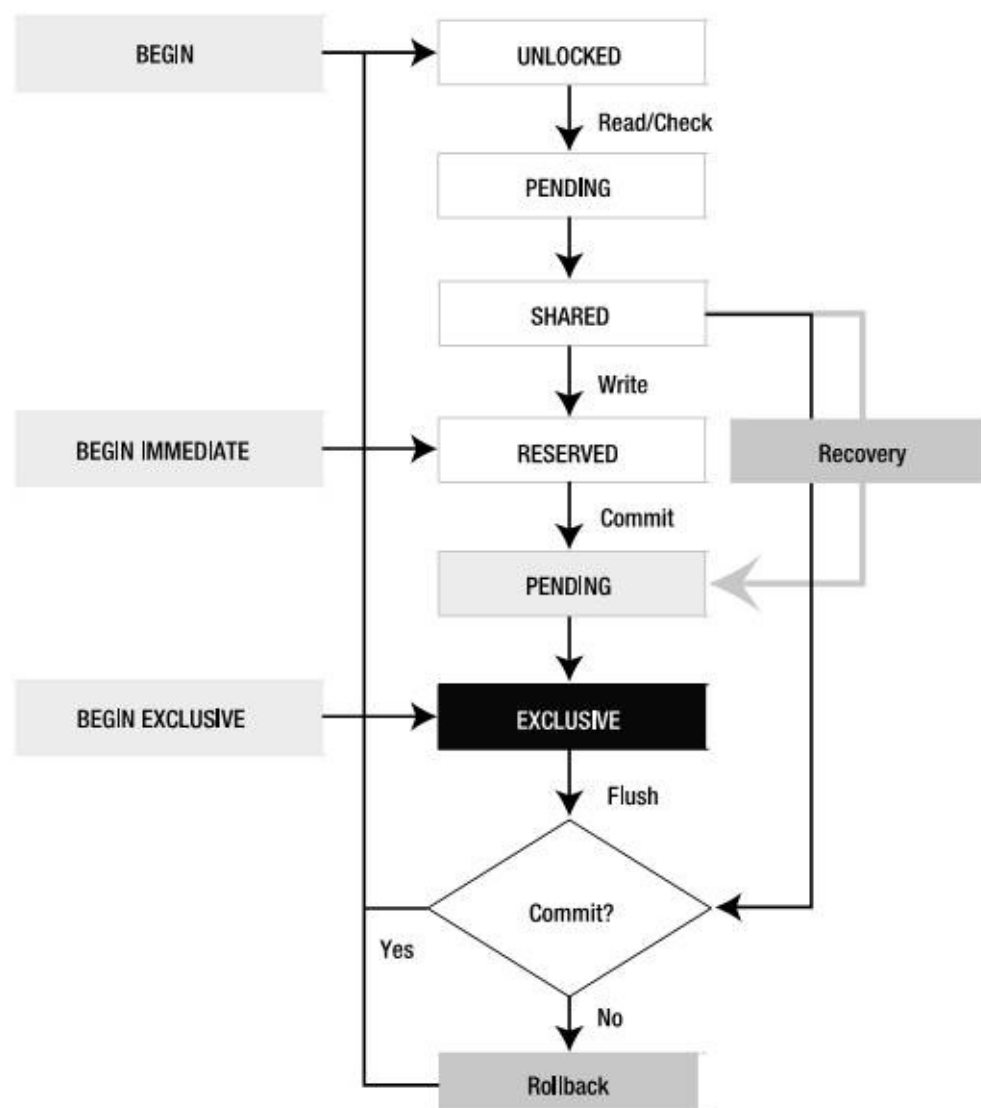 BEGIN
UNLOCKED
Read/Check
PENDING
SHARED
Write
BEGIN IMMEDIATE
RESERVED
Recovery
Commit
PENDING
BEGIN EXCLUSIVE
EXCLUSIVE
Flush
Commit?
Yes
No
Rollback